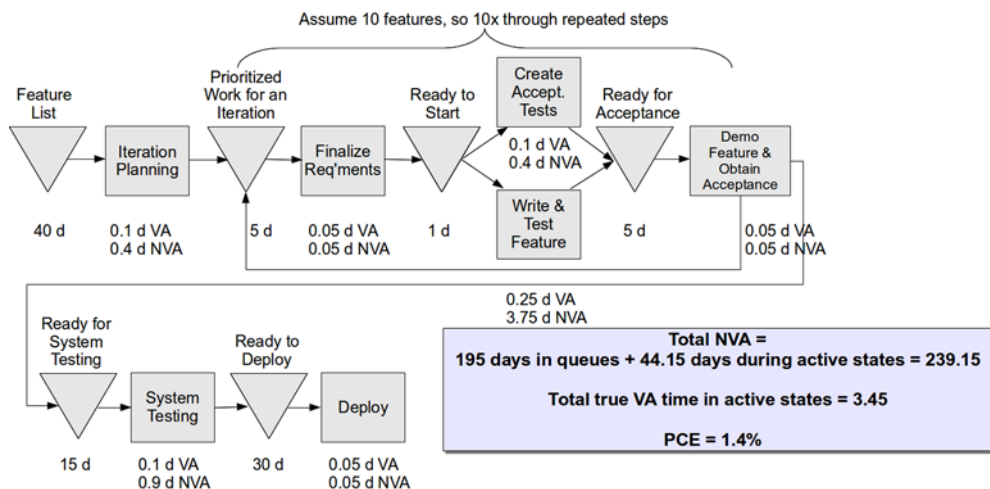 Assume 10 features, so 10x through repeated steps
Feature
List
Iteration
Planning
Prioritized
Work for an
Iteration
Finalize
Req'ments
Ready to
Start
Create
Accept.
Tests
0.1 d VA
0.4 d NVA
Write &
Test
Feature
Ready for
Acceptance
Demo
Feature &
Obtain
Acceptance
40 d
0.1 d VA
0.4 d NVA
5 d
0.05 d VA
0.05 d NVA
1 d
5 d
0.05 d VA
0.05 d NVA
0.25 d VA
3.75 d NVA
Ready for
System
Testing
System
Testing
Ready to
Deploy
Deploy
15 d
0.1 d VA
0.9 d NVA
30 d
0.05 d VA
0.05 d NVA
Total NVA =
195 days in queues + 44.15 days during active states = 239.15
Total true VA time in active states = 3.45
PCE = 1.4%